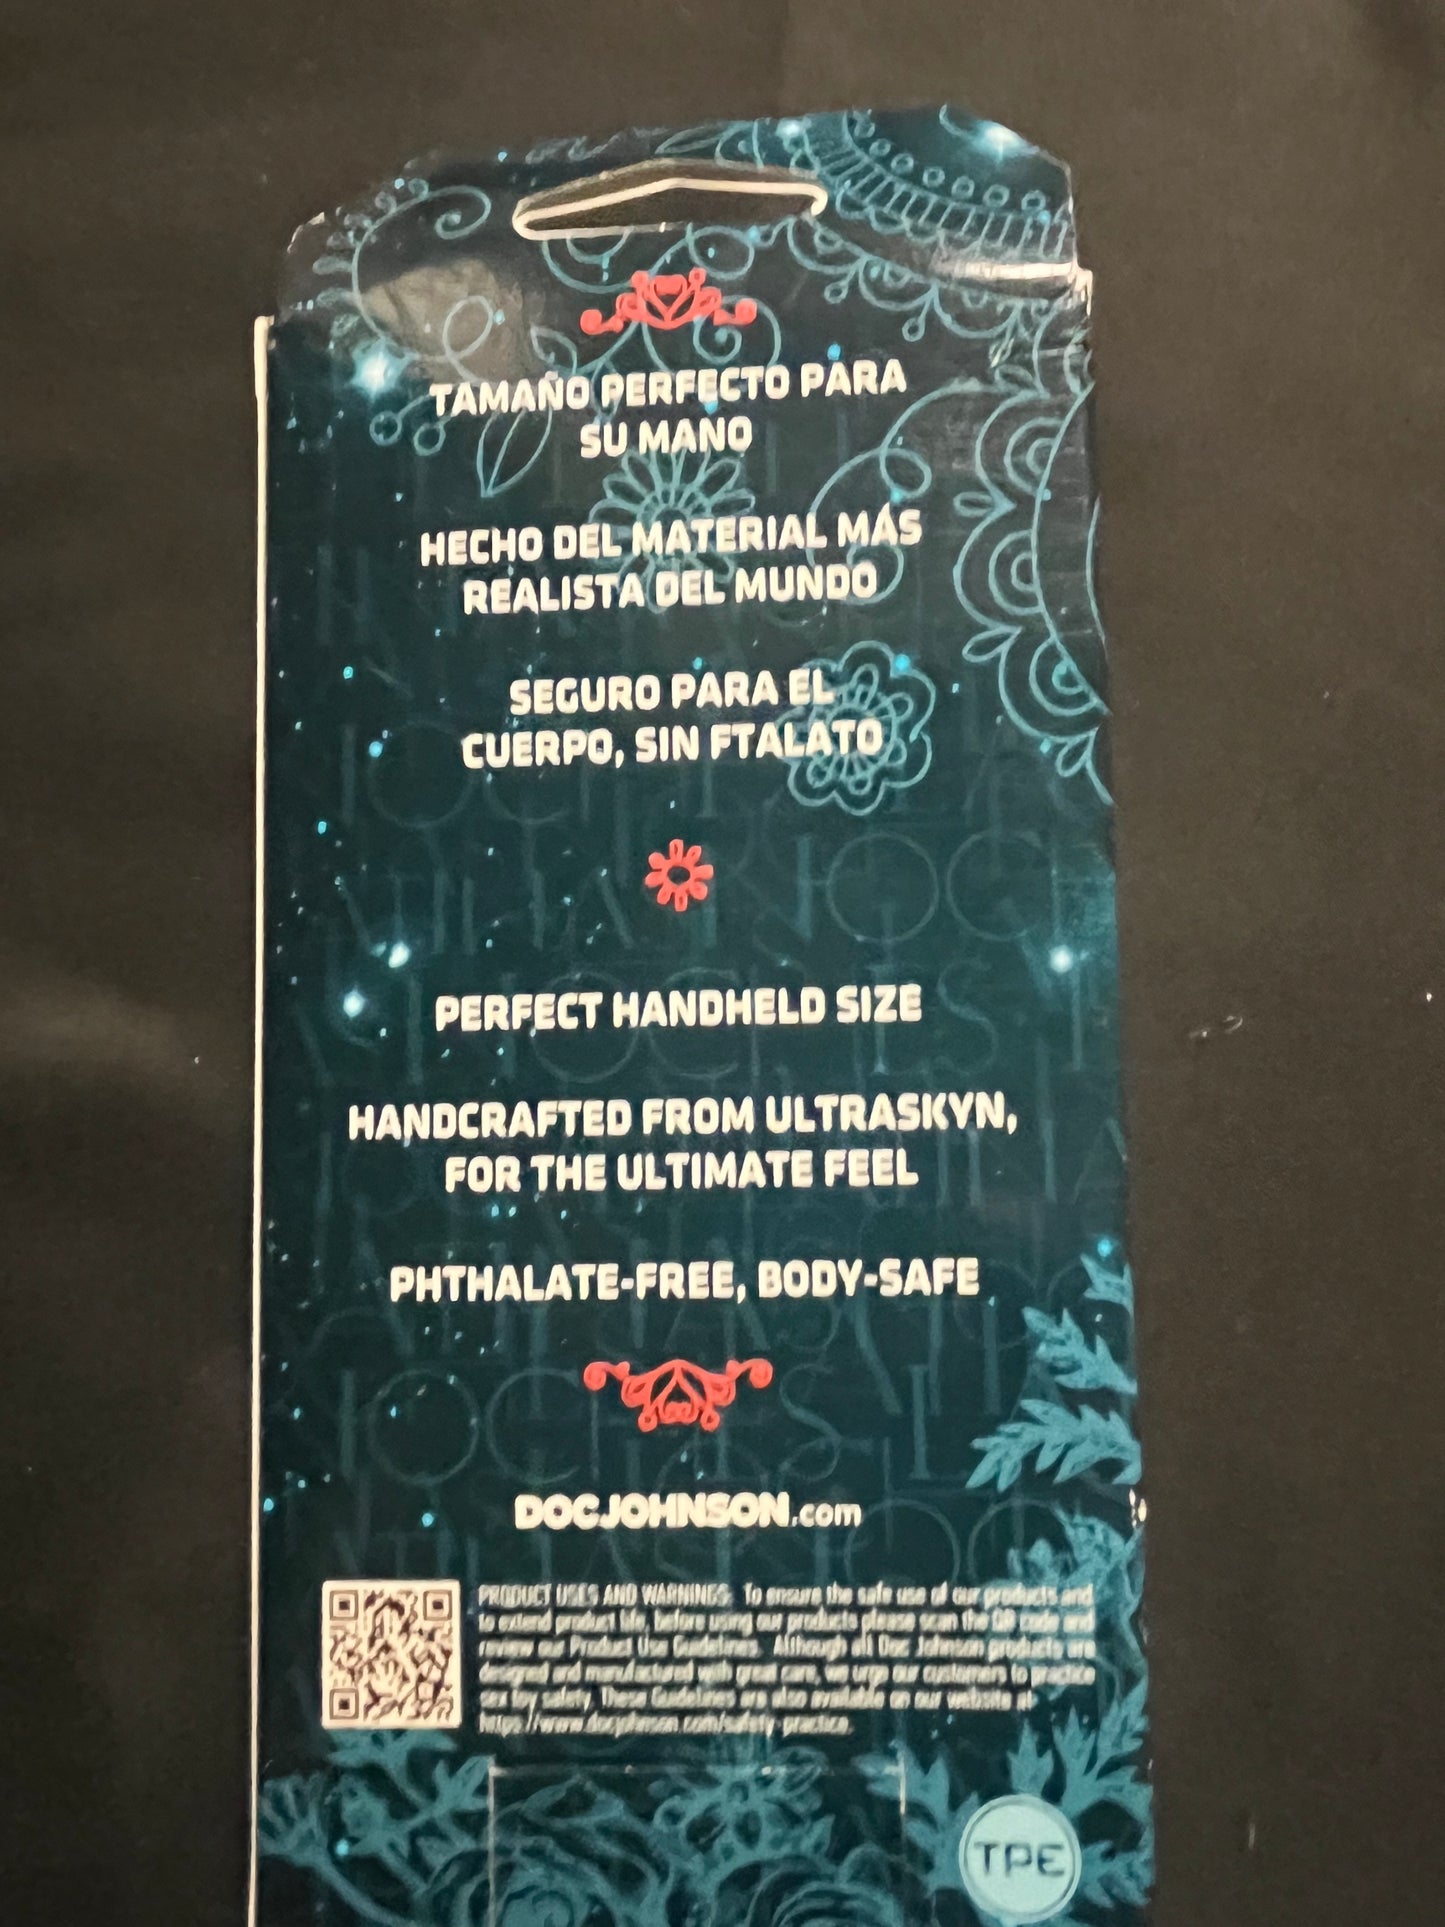 TAMAÑO PERFECTO PARA
SU MANO
HECHO DEL MATERIAL MÁS
REALISTA DEL MUNDO
SEGURO PARA EL
CUERPO, SIN FTALATO
PERFECT HANDHELD SIZE
HANDCRAFTED FROM ULTRASKYN,
FOR THE ULTIMATE FEEL
PHTHALATE-FREE, BODY-SAFE
DOCJOHNSON.com
PRODUCT USES AND WARNINGS: To ensure the safe use of our products and
to extend product life, before using our products please scan the QR code and
review our Product Use Guidelines. Although all Doc Johnson products are
designed and manufactured with great care, we urge our customers to practice
sex toy safety. These Guidelines are also available on our website at
https://www.docjohnson.com/safety-practice.
TPE